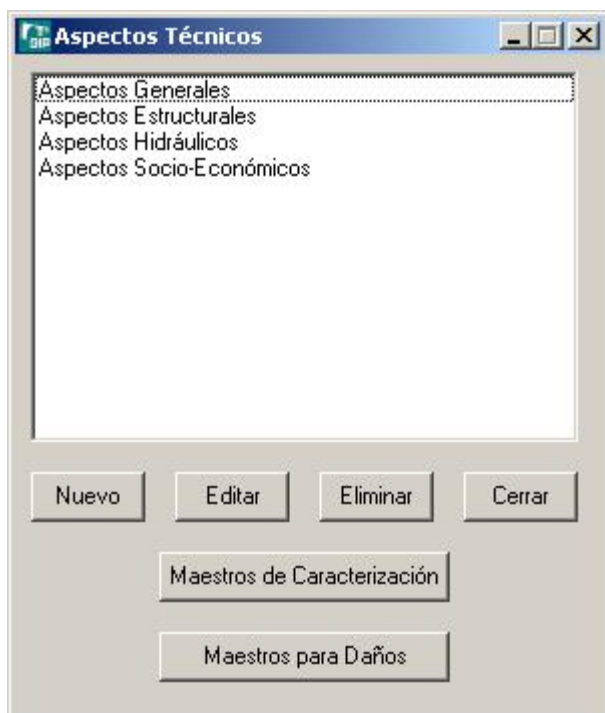 Aspectos Técnicos
Aspectos Generales
Aspectos Estructurales
Aspectos Hidráulicos
Aspectos Socio-Económicos
Nuevo Editar Eliminar Cerrar
Maestros de Caracterización
Maestros para Daños